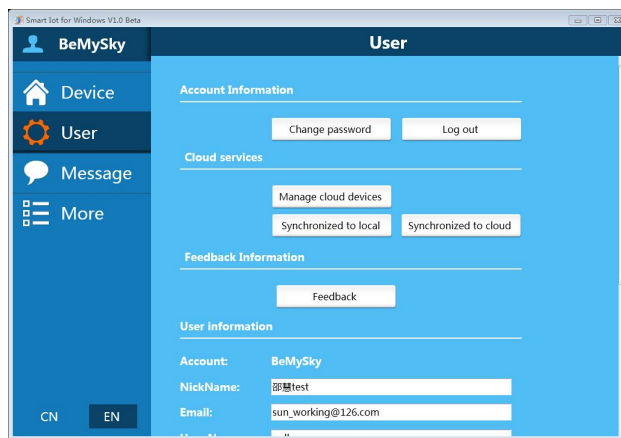 Smart Iot for Windows V1.0 Beta
BeMySky
User
Device
User
Message
More
CN EN
Account Information
Change password Log out
Cloud services
Manage cloud devices
Synchronized to local Synchronized to cloud
Feedback Information
Feedback
User information
Account: BeMySky
NickName: 邵慧test
Email: sun_working@126.com